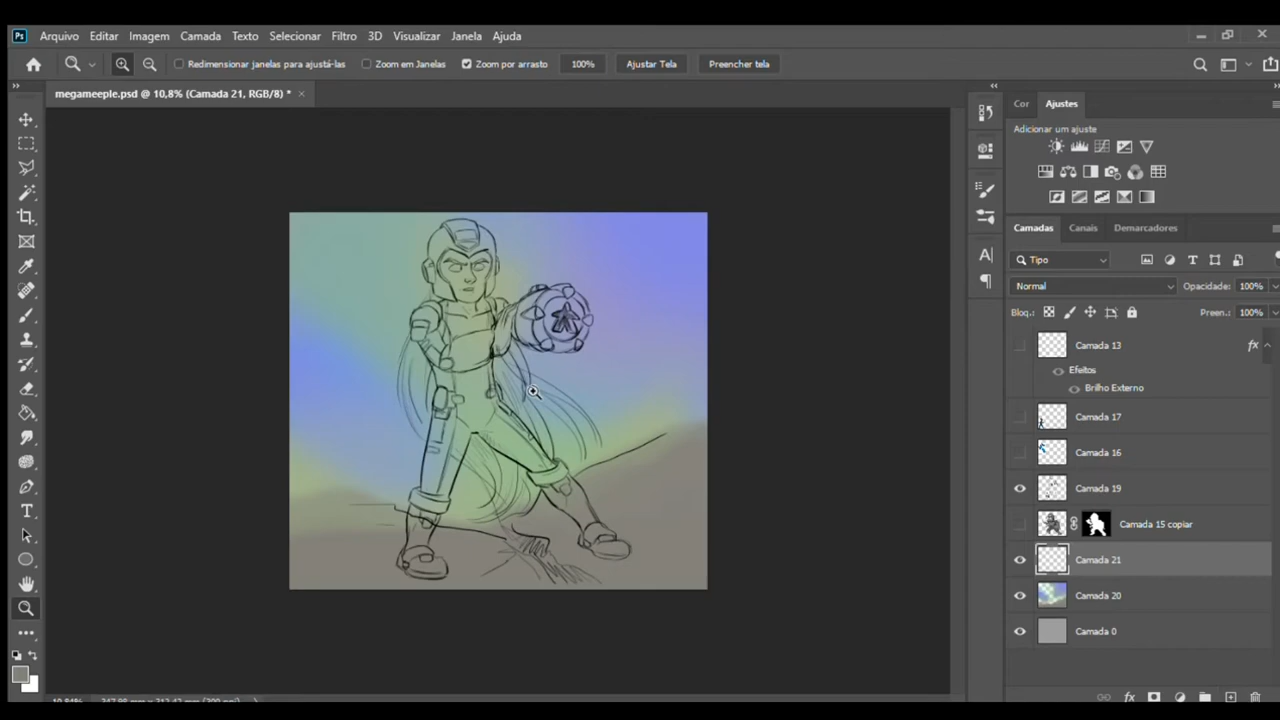 Ps Arquivo Editar Imagem Camada Texto Selecionar Filtro 3D Visualizar Janela Ajuda
Redimensionar janelas para ajustá-las Zoom em Janelas Zoom por arrasto 100% Ajustar Tela Preencher tela
megameeple.psd @ 10,8% (Camada 21, RGB/8) *
Cor Ajustes
Adicionar um ajuste
Camadas Canais Demarcadores
Tipo
Normal Opacidade: 100%
Bloq.: Preen.: 100%
Camada 13 fx
Efeitos
Brilho Externo
Camada 17
Camada 16
Camada 19
Camada 15 copiar
Camada 21
Camada 20
Camada 0